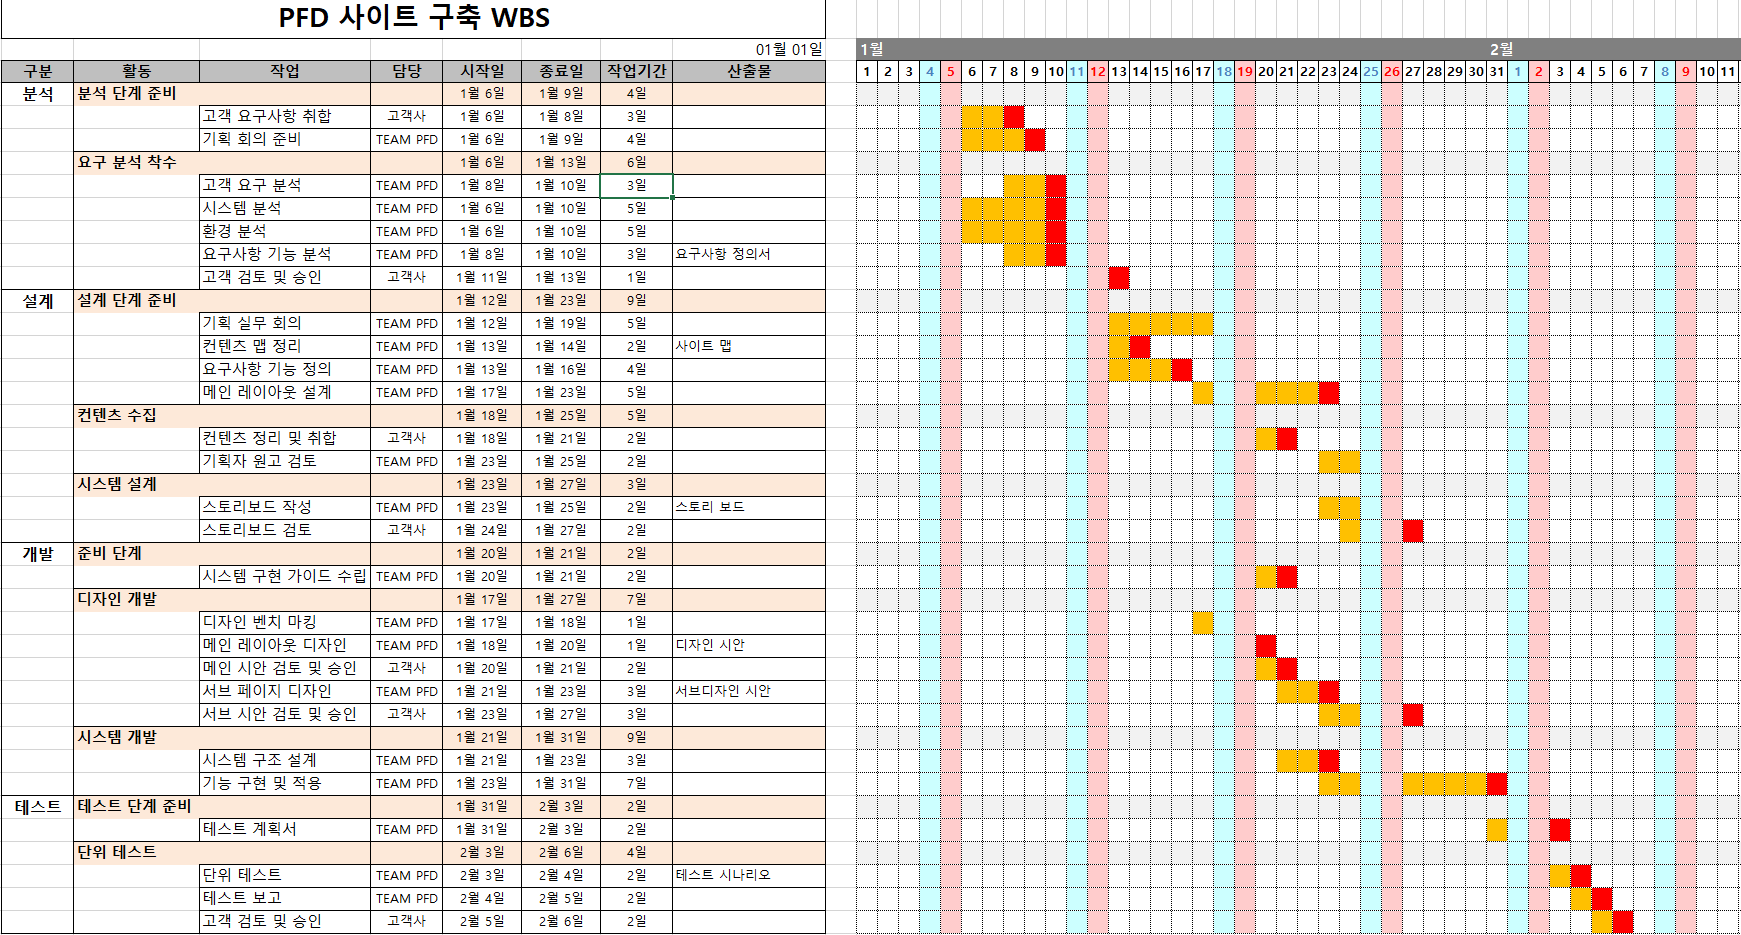 PFD 사이트 구축 WBS
01월 01일 1월 2월
구분 활동 작업 담당 시작일 종료일 작업기간 산출물 1 2 3 4 5 6 7 8 9 10 11 12 13 14 15 16 17 18 19 20 21 22 23 24 25 26 27 28 29 30 31 1 2 3 4 5 6 7 8 9 10 11
분석 분석 단계 준비 1월 6일 1월 9일 4일
고객 요구사항 취합 고객사 1월 6일 1월 8일 3일
기획 회의 준비 TEAM PFD 1월 6일 1월 9일 4일
요구 분석 착수 1월 6일 1월 13일 6일
고객 요구 분석 TEAM PFD 1월 8일 1월 10일 3일
시스템 분석 TEAM PFD 1월 6일 1월 10일 5일
환경 분석 TEAM PFD 1월 6일 1월 10일 5일
요구사항 기능 분석 TEAM PFD 1월 8일 1월 10일 3일 요구사항 정의서
고객 검토 및 승인 고객사 1월 11일 1월 13일 1일
설계 설계 단계 준비 1월 12일 1월 23일 9일
기획 실무 회의 TEAM PFD 1월 12일 1월 19일 5일
컨텐츠 맵 정리 TEAM PFD 1월 13일 1월 14일 2일 사이트 맵
요구사항 기능 정의 TEAM PFD 1월 13일 1월 16일 4일
메인 레이아웃 설계 TEAM PFD 1월 17일 1월 23일 5일
컨텐츠 수집 1월 18일 1월 25일 5일
컨텐츠 정리 및 취합 고객사 1월 18일 1월 21일 2일
기획자 원고 검토 TEAM PFD 1월 23일 1월 25일 2일
시스템 설계 1월 23일 1월 27일 3일
스토리보드 작성 TEAM PFD 1월 23일 1월 25일 2일 스토리 보드
스토리보드 검토 고객사 1월 24일 1월 27일 2일
개발 준비 단계 1월 20일 1월 21일 2일
시스템 구현 가이드 수립 TEAM PFD 1월 20일 1월 21일 2일
디자인 개발 1월 17일 1월 27일 7일
디자인 벤치 마킹 TEAM PFD 1월 17일 1월 18일 1일
메인 레이아웃 디자인 TEAM PFD 1월 18일 1월 20일 1일 디자인 시안
메인 시안 검토 및 승인 고객사 1월 20일 1월 21일 2일
서브 페이지 디자인 TEAM PFD 1월 21일 1월 23일 3일 서브디자인 시안
서브 시안 검토 및 승인 고객사 1월 23일 1월 27일 3일
시스템 개발 1월 21일 1월 31일 9일
시스템 구조 설계 TEAM PFD 1월 21일 1월 23일 3일
기능 구현 및 적용 TEAM PFD 1월 23일 1월 31일 7일
테스트 테스트 단계 준비 1월 31일 2월 3일 2일
테스트 계획서 TEAM PFD 1월 31일 2월 3일 2일
단위 테스트 2월 3일 2월 6일 4일
단위 테스트 TEAM PFD 2월 3일 2월 4일 2일 테스트 시나리오
테스트 보고 TEAM PFD 2월 4일 2월 5일 2일
고객 검토 및 승인 고객사 2월 5일 2월 6일 2일